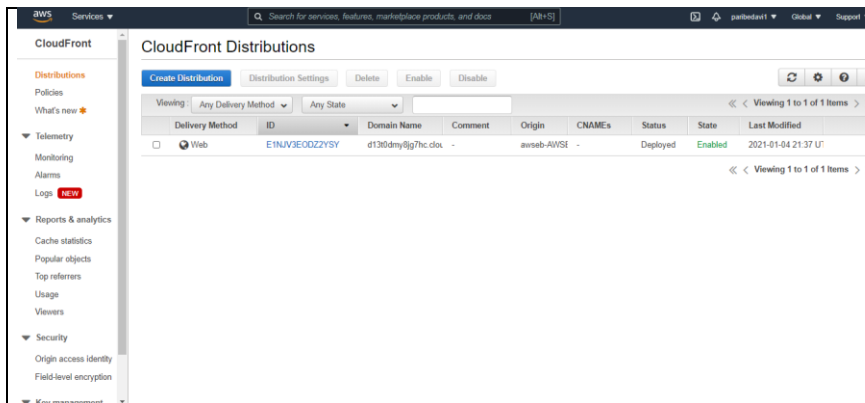 aws Services Search for services, features, marketplace products, and docs [Alt+S] paribedavi1 Global Support
CloudFront
Distributions
Policies
What's new
Telemetry
Monitoring
Alarms
Logs NEW
Reports & analytics
Cache statistics
Popular objects
Top referrers
Usage
Viewers
Security
Origin access identity
Field-level encryption
Key management
CloudFront Distributions
Create Distribution Distribution Settings Delete Enable Disable
Viewing : Any Delivery Method Any State Viewing 1 to 1 of 1 Items
Delivery Method ID Domain Name Comment Origin CNAMEs Status State Last Modified
Web E1NJV3EODZ2YSY d13t0dmy8jg7hc.clou - awseb-AWSE - Deployed Enabled 2021-01-04 21:37 UT
Viewing 1 to 1 of 1 Items